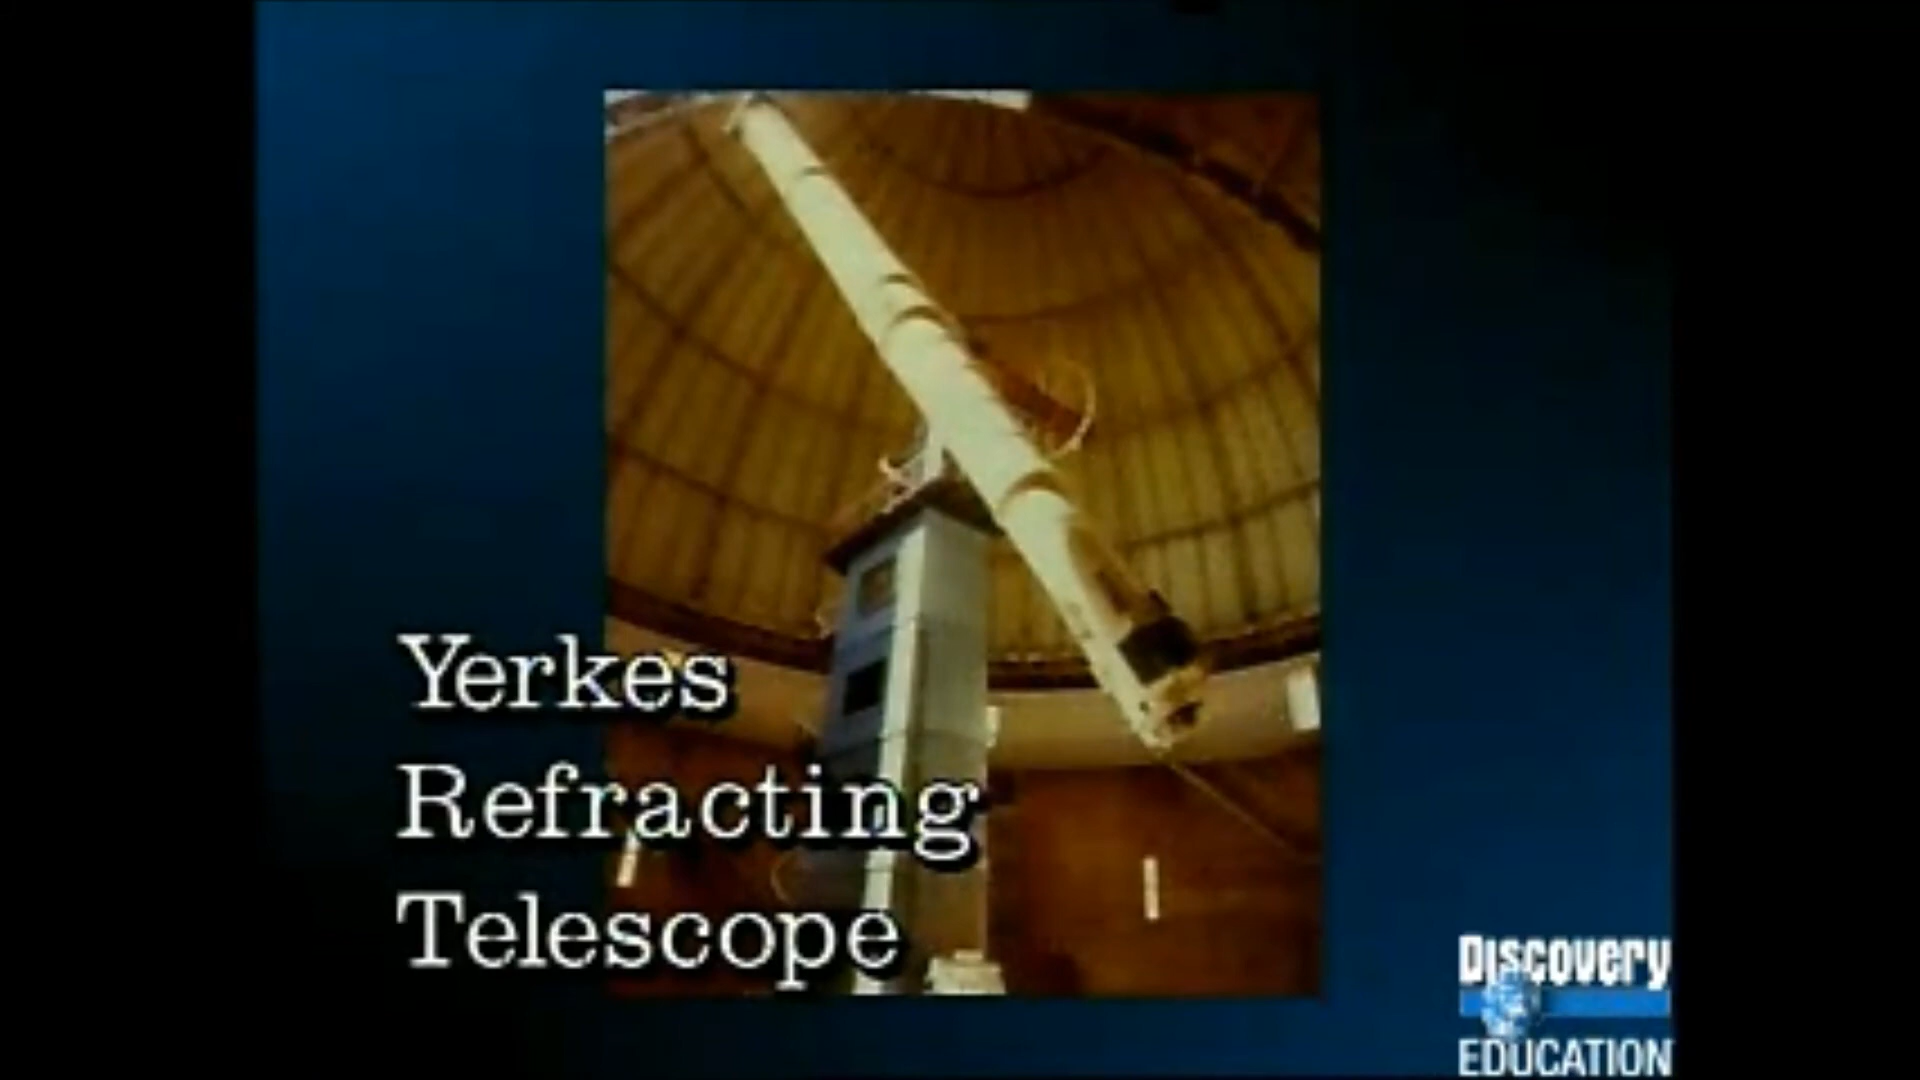 Yerkes
Refracting
Telescope
Discovery
EDUCATION